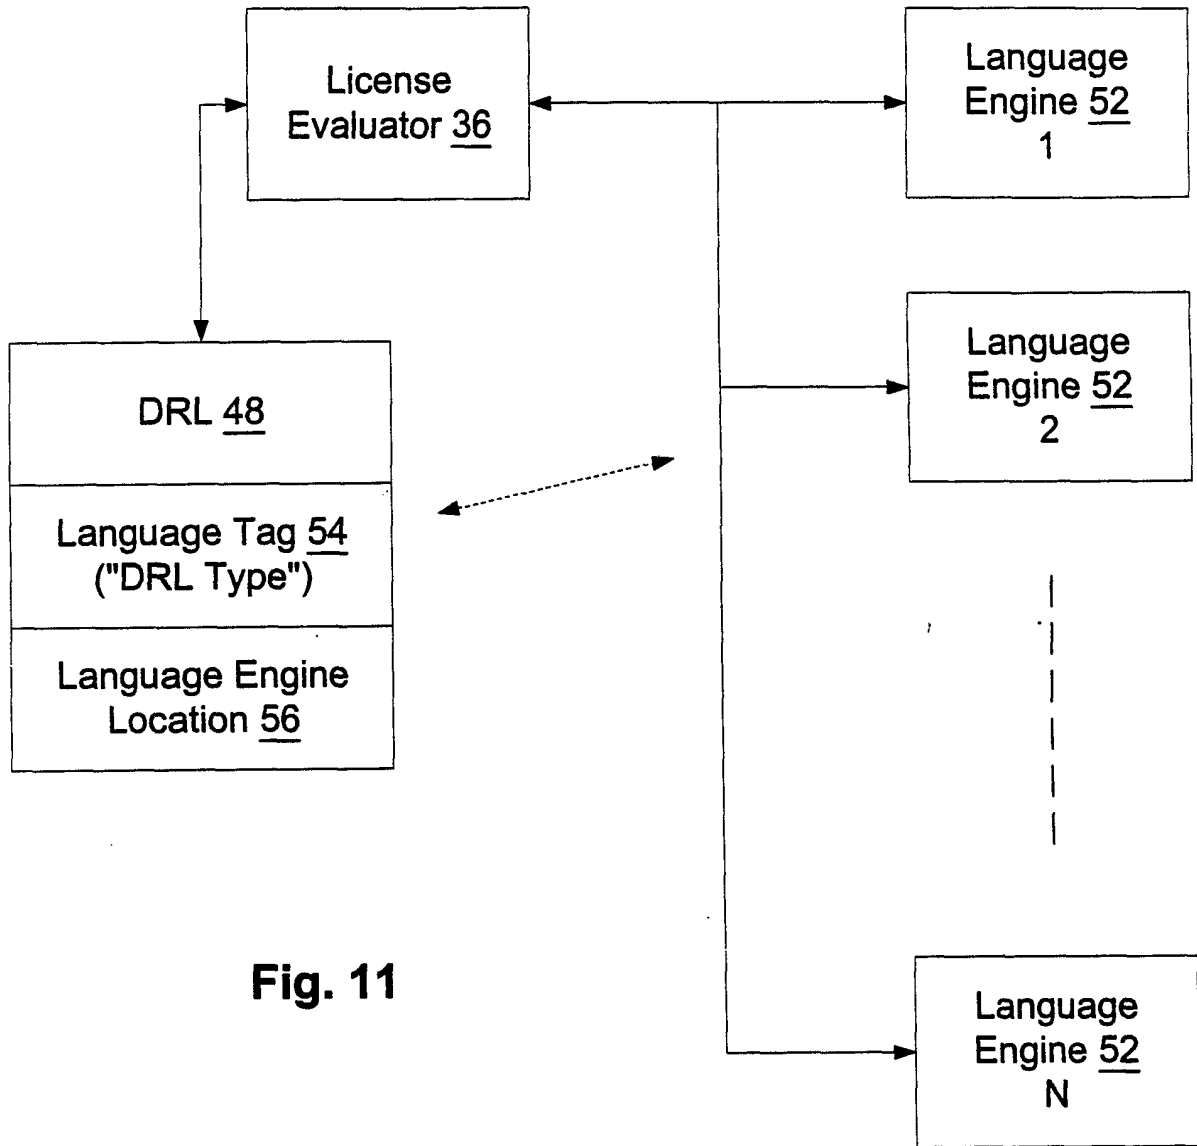 License
Evaluator 36
Language
Engine 52
1
Language
Engine 52
2
DRL 48
Language Tag 54
("DRL Type")
Language Engine
Location 56
Language
Engine 52
N
Fig. 11